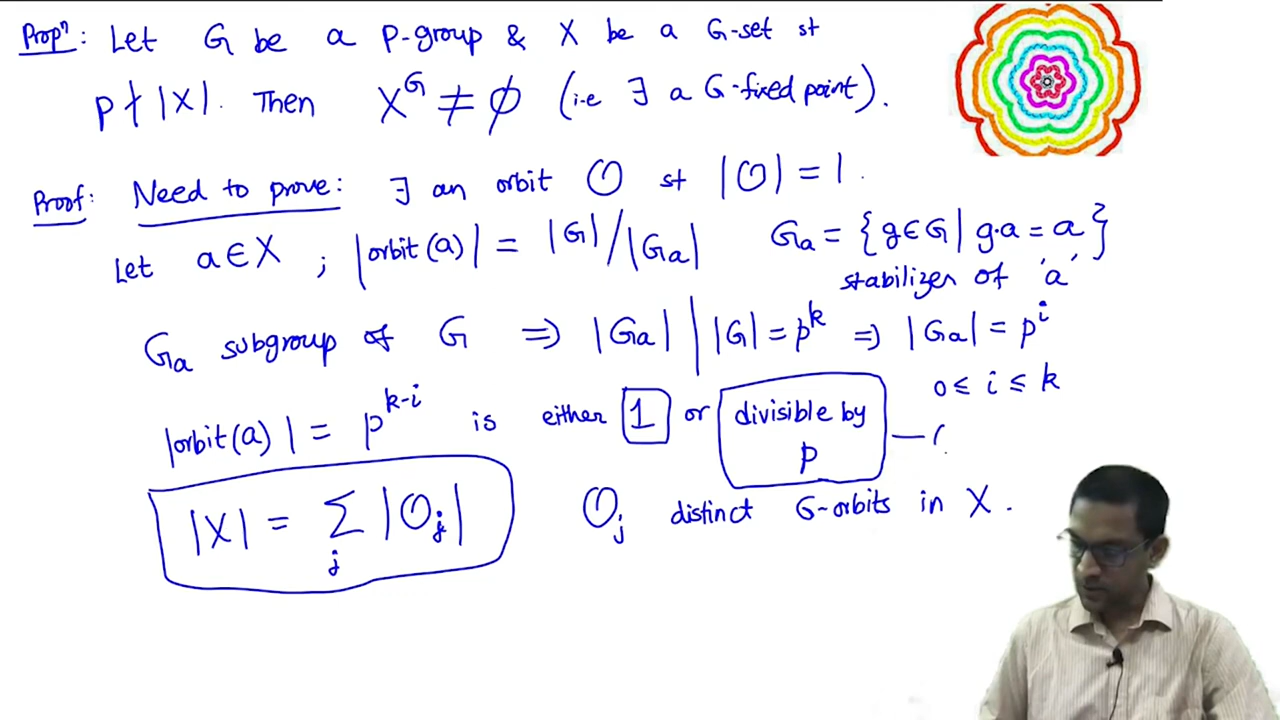 Propⁿ: Let G be a p-group & X be a G-set st
p ∤ |X|. Then X^G ≠ ∅ (i.e ∃ a G-fixed point).
Proof: Need to prove: ∃ an orbit O st |O| = 1.
Let a ∈ X ; |orbit(a)| = |G| / |G_a| G_a = {g ∈ G | g·a = a}
stabilizer of 'a'
G_a subgroup of G ⇒ |G_a| | |G| = p^k ⇒ |G_a| = p^i
0 ≤ i ≤ k
|orbit(a)| = p^{k-i} is either 1 or divisible by p — (
|X| = Σ_j |O_j| O_j distinct G-orbits in X.